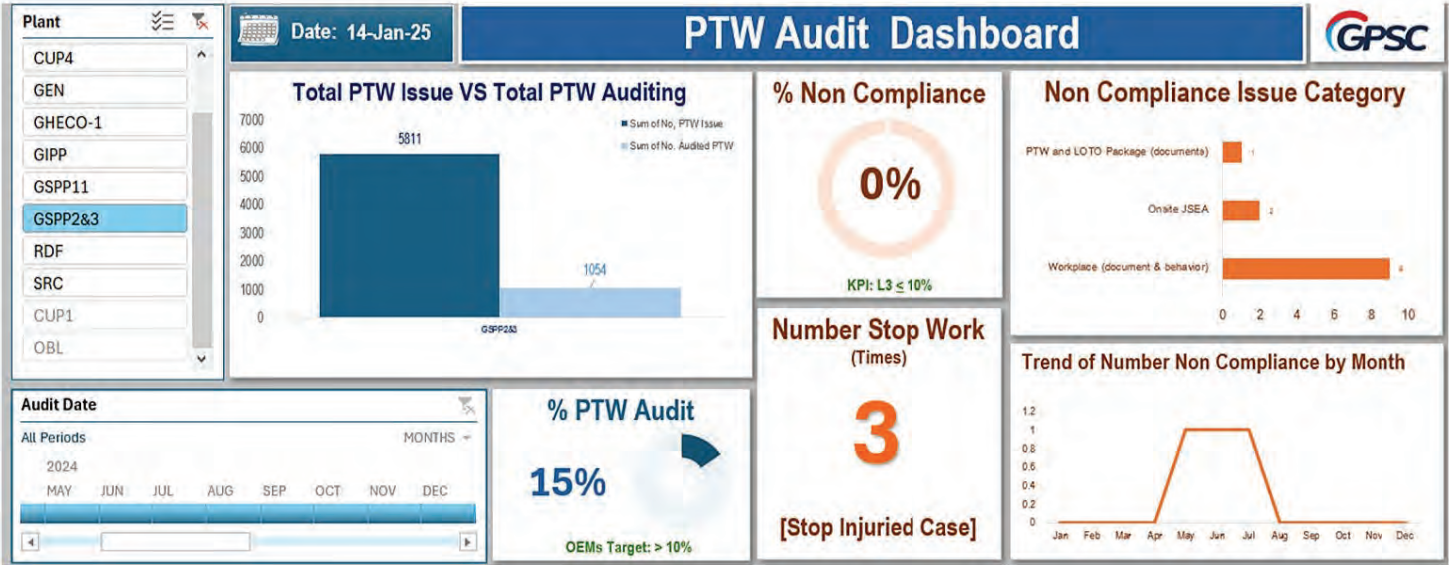 Plant
CUP4
GEN
GHECO-1
GIPP
GSPP11
GSPP2&3
RDF
SRC
CUP1
OBL
Date: 14-Jan-25
PTW Audit Dashboard
GPSC
Total PTW Issue VS Total PTW Auditing
Sum of No, PTW Issue
Sum of No. Audited PTW
7000
6000
5000
4000
3000
2000
1000
0
5811
1054
GSPP2&3
% Non Compliance
0%
KPI: L3 ≤ 10%
Non Compliance Issue Category
PTW and LOTO Package (documents)
1
Onsite JSEA
2
Workplace (document & behavior)
0 2 4 6 8 10
Audit Date
All Periods
MONTHS
2024
MAY JUN JUL AUG SEP OCT NOV DEC
% PTW Audit
15%
OEMs Target: > 10%
Number Stop Work
(Times)
3
[Stop Injuried Case]
Trend of Number Non Compliance by Month
1.2
1
0.8
0.6
0.4
0.2
0
Jan Feb Mar Apr May Jun Jul Aug Sep Oct Nov Dec